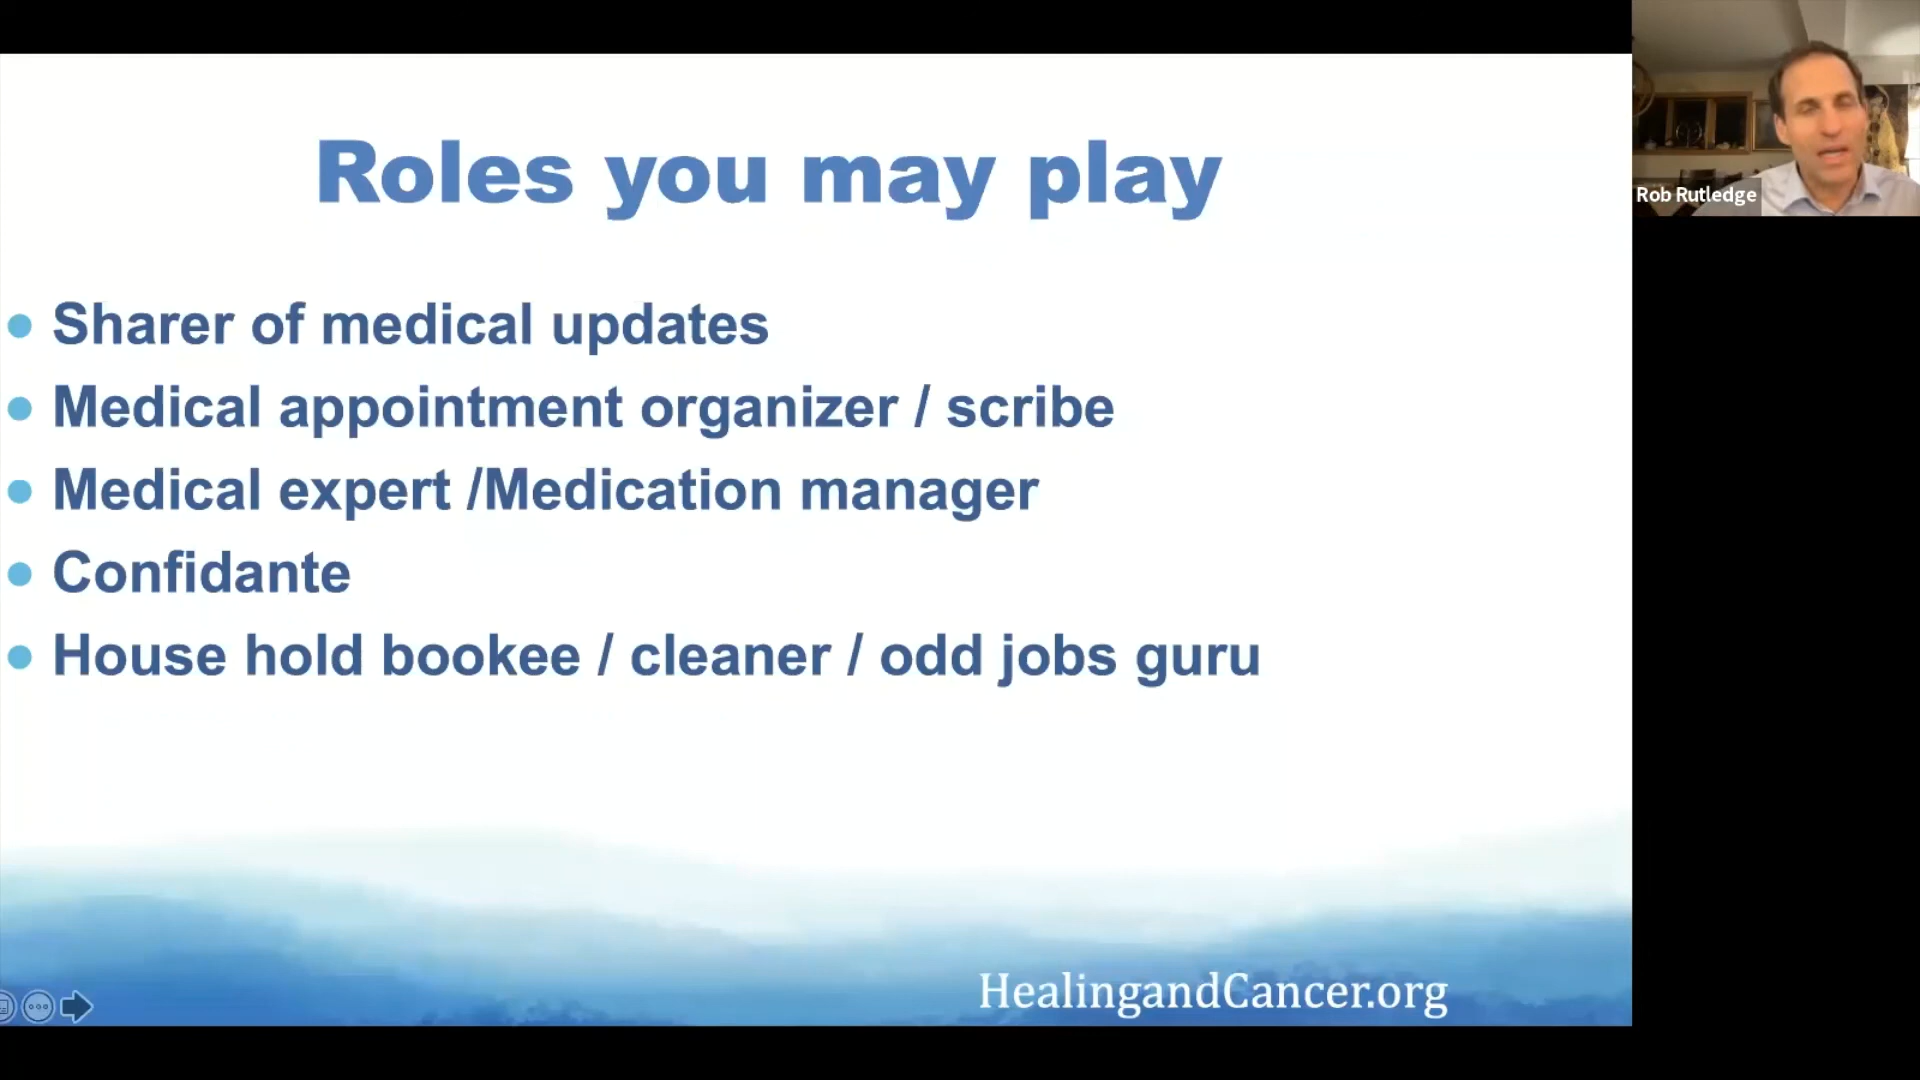 Roles you may play
Rob Rutledge
Sharer of medical updates
Medical appointment organizer / scribe
Medical expert /Medication manager
Confidante
House hold bookee / cleaner / odd jobs guru
HealingandCancer.org